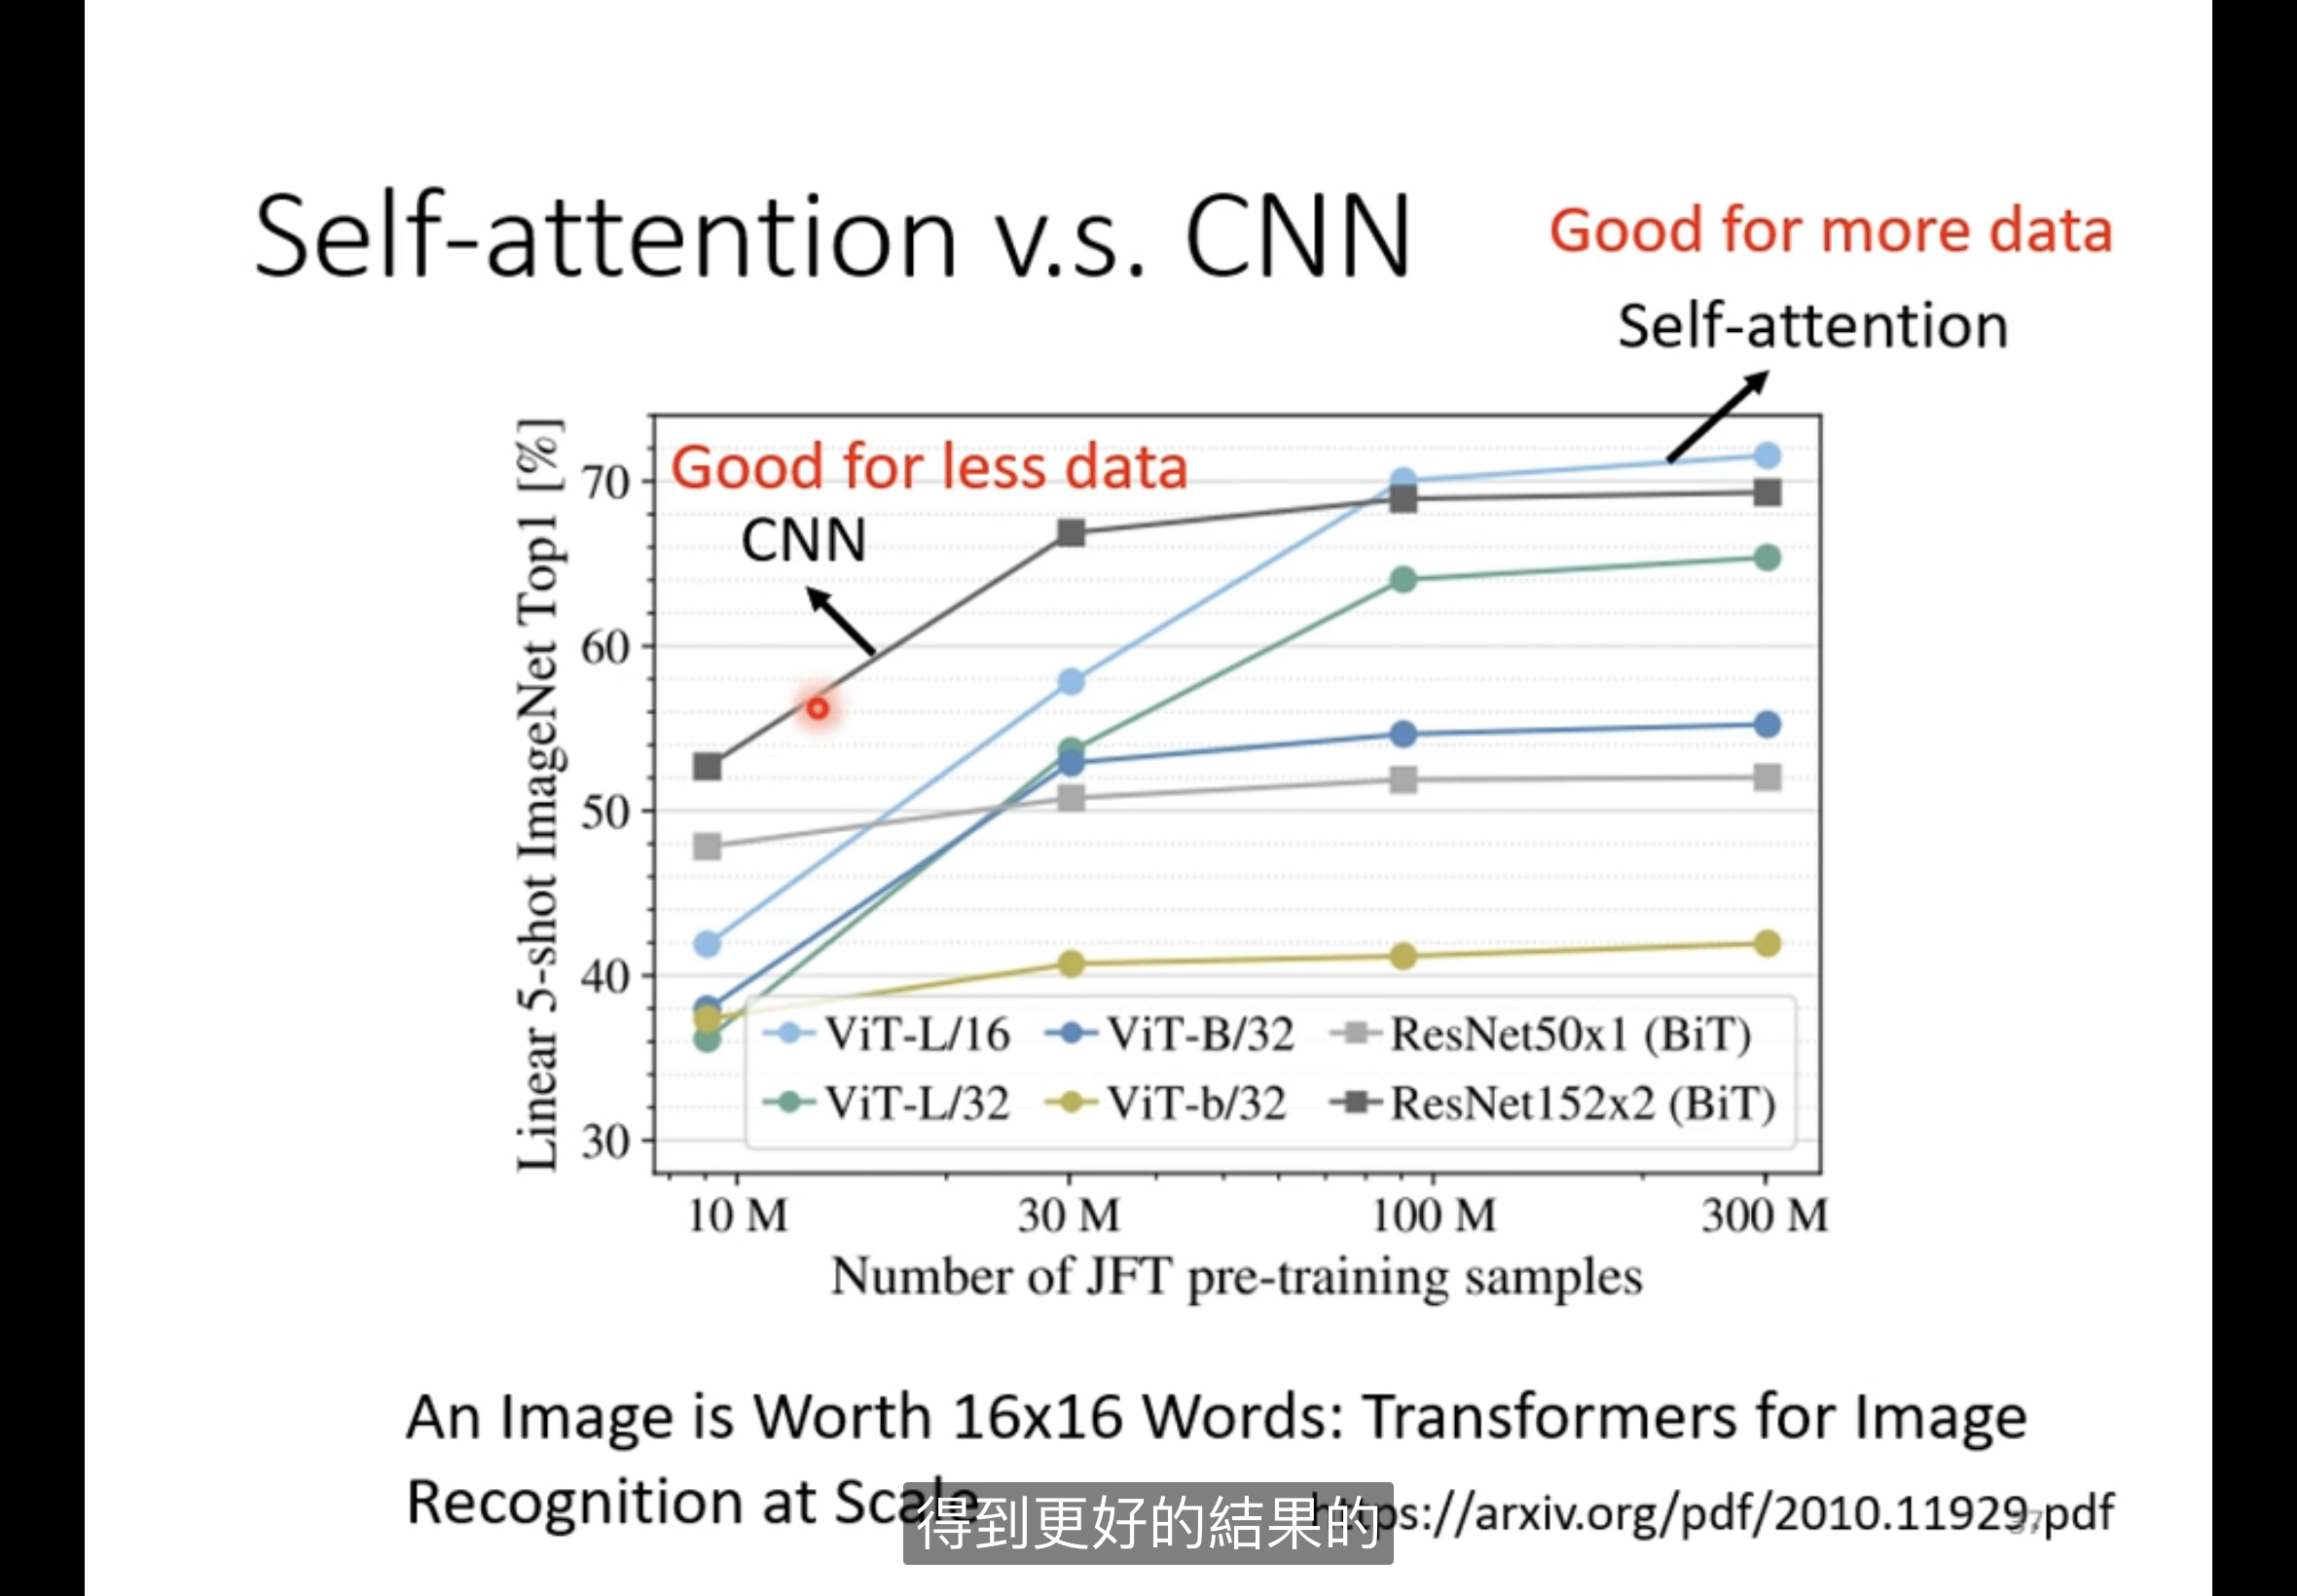 Self-attention v.s. CNN
Good for more data
Self-attention
Good for less data
CNN
Linear 5-shot ImageNet Top1 [%]
70
60
50
40
30
ViT-L/16 ViT-B/32 ResNet50x1 (BiT)
ViT-L/32 ViT-b/32 ResNet152x2 (BiT)
10 M 30 M 100 M 300 M
Number of JFT pre-training samples
An Image is Worth 16x16 Words: Transformers for Image
Recognition at Scale
https://arxiv.org/pdf/2010.11929.pdf
37
得到更好的結果的